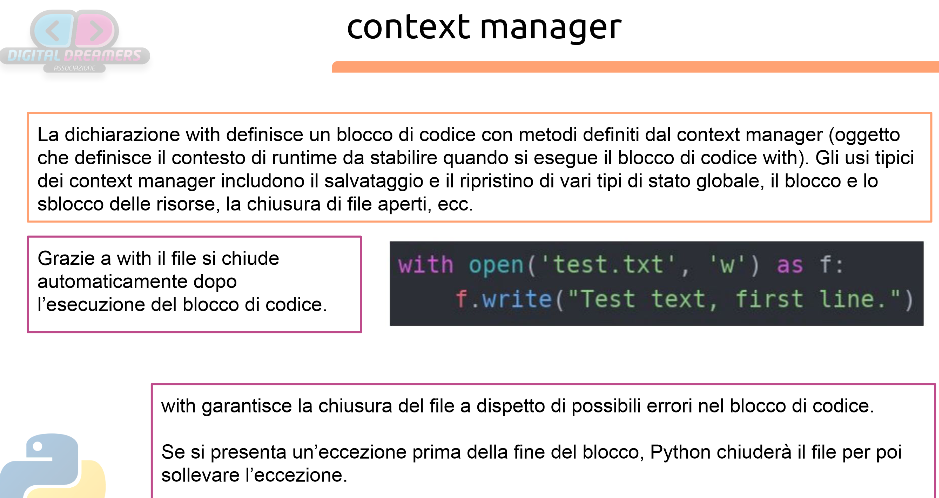 context manager
DIGITAL DREAMERS
La dichiarazione with definisce un blocco di codice con metodi definiti dal context manager (oggetto
che definisce il contesto di runtime da stabilire quando si esegue il blocco di codice with). Gli usi tipici
dei context manager includono il salvataggio e il ripristino di vari tipi di stato globale, il blocco e lo
sblocco delle risorse, la chiusura di file aperti, ecc.
Grazie a with il file si chiude
automaticamente dopo
l’esecuzione del blocco di codice.
with open('test.txt', 'w') as f:
    f.write("Test text, first line.")
with garantisce la chiusura del file a dispetto di possibili errori nel blocco di codice.
Se si presenta un’eccezione prima della fine del blocco, Python chiuderà il file per poi
sollevare l’eccezione.